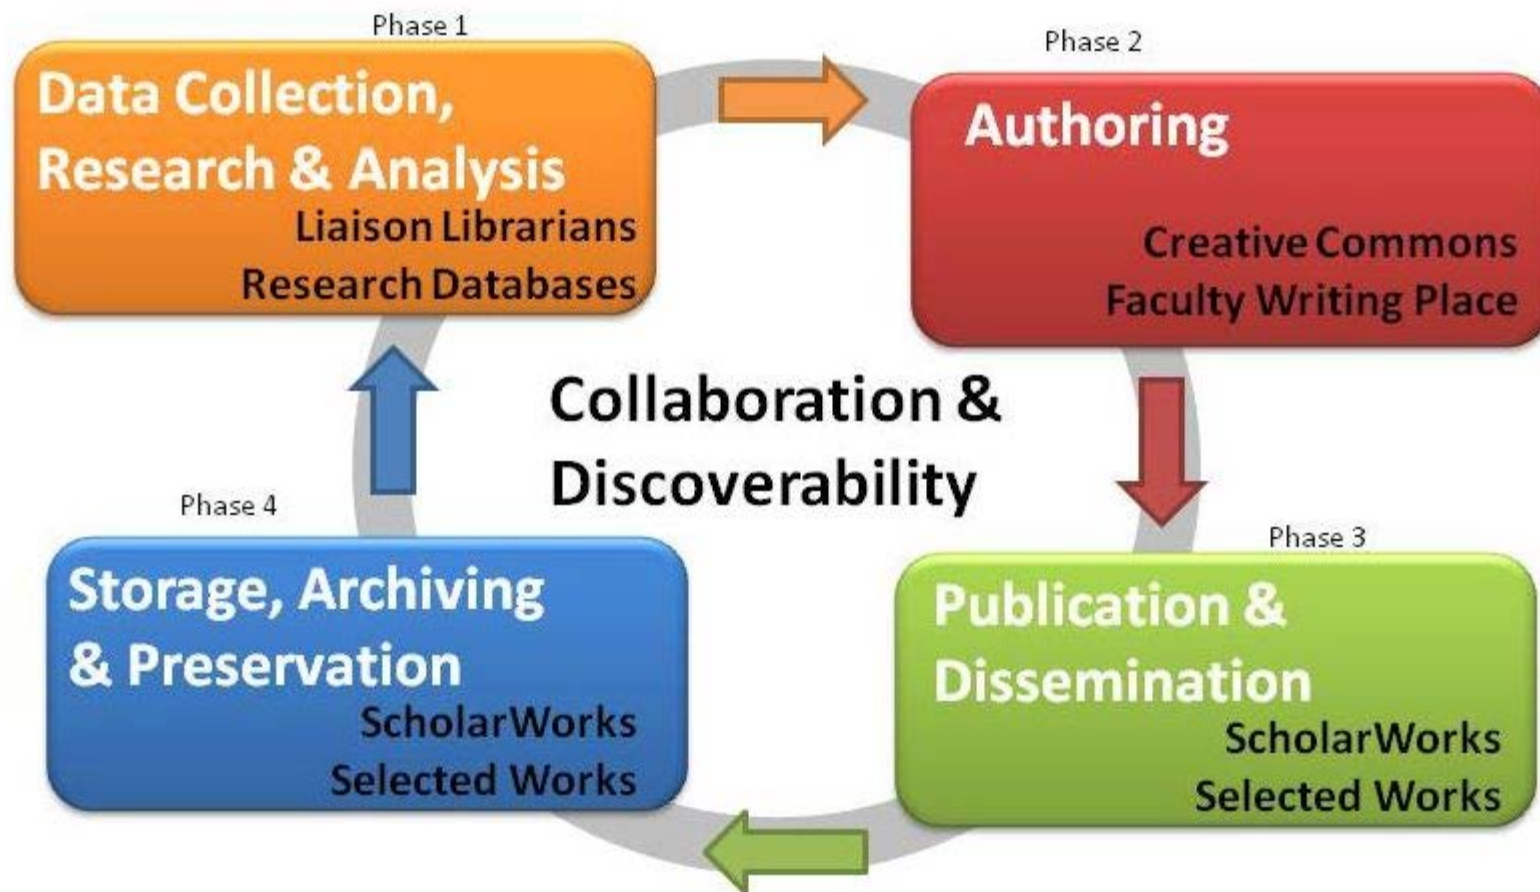 Phase 1
Data Collection,
Research & Analysis
Liaison Librarians
Research Databases
Phase 2
Authoring
Creative Commons
Faculty Writing Place
Collaboration &
Discoverability
Phase 3
Publication &
Dissemination
ScholarWorks
Selected Works
Phase 4
Storage, Archiving
& Preservation
ScholarWorks
Selected Works